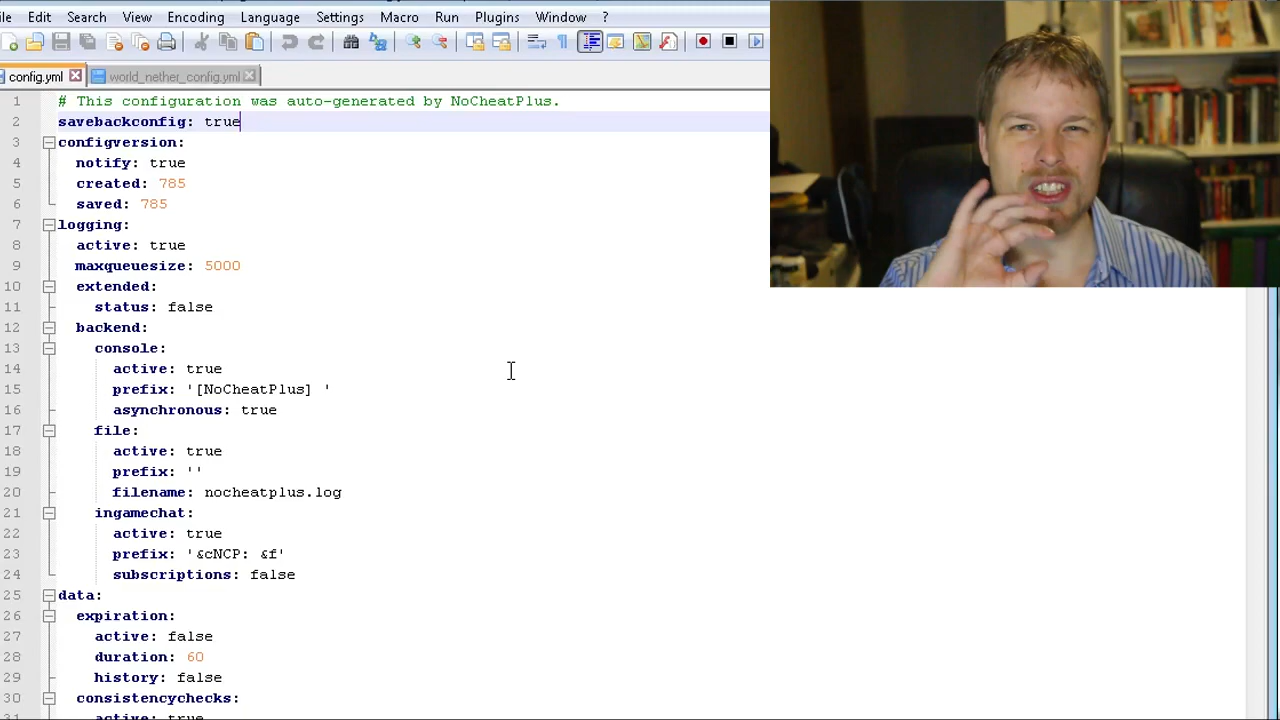 ile Edit Search View Encoding Language Settings Macro Run Plugins Window ?
config.yml world_nether_config.yml
1 # This configuration was auto-generated by NoCheatPlus.
2 savebackconfig: true
3 configversion:
4 notify: true
5 created: 785
6 saved: 785
7 logging:
8 active: true
9 maxqueuesize: 5000
10 extended:
11 status: false
12 backend:
13 console:
14 active: true
15 prefix: '[NoCheatPlus] '
16 asynchronous: true
17 file:
18 active: true
19 prefix: ''
20 filename: nocheatplus.log
21 ingamechat:
22 active: true
23 prefix: '&cNCP: &f'
24 subscriptions: false
25 data:
26 expiration:
27 active: false
28 duration: 60
29 history: false
30 consistencychecks:
31 active: true